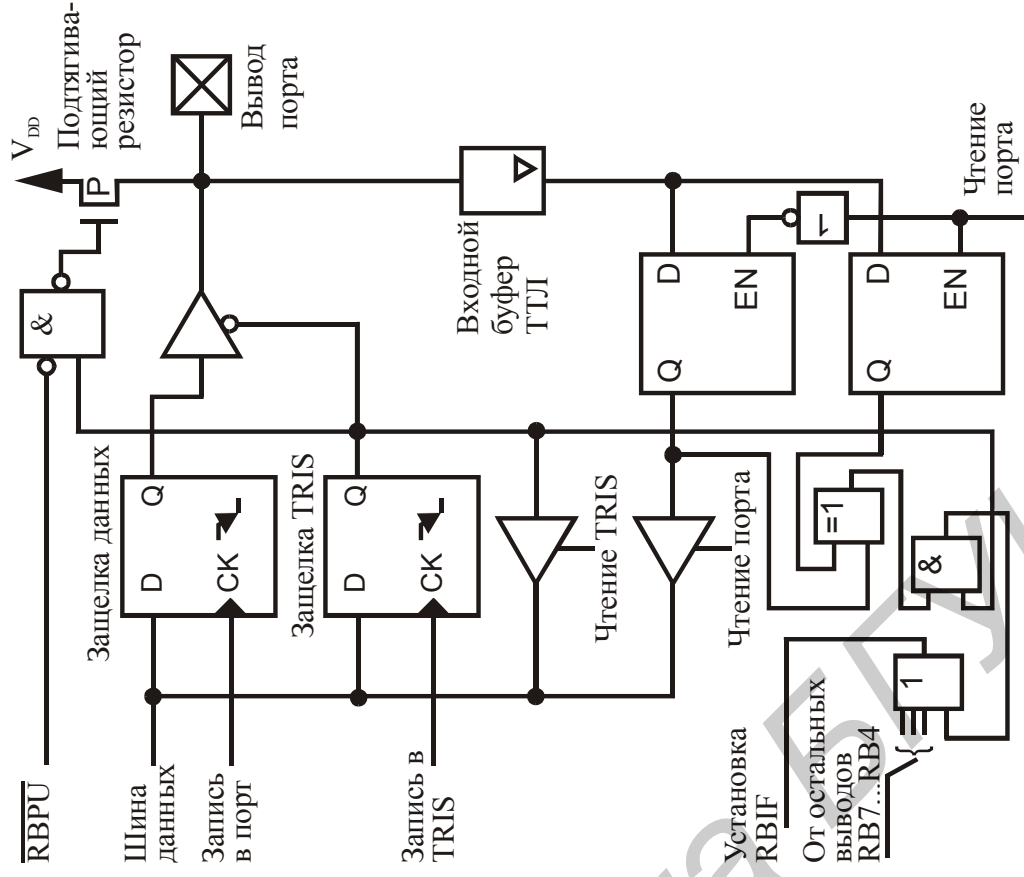 V DD
Подтягива-
ющий
резистор
P
&
Вывод
порта
RBPU
Защелка данных
D
Q
CK
Шина
данных
Запись
в порт
Защелка TRIS
D
Q
CK
Запись в
TRIS
Входной
буфер
ТТЛ
Чтение TRIS
Чтение порта
Q
D
EN
1
Q
D
EN
Чтение
порта
=1
&
1
Установка
RBIF
От остальных
выводов
RB7...RB4
а БГУ